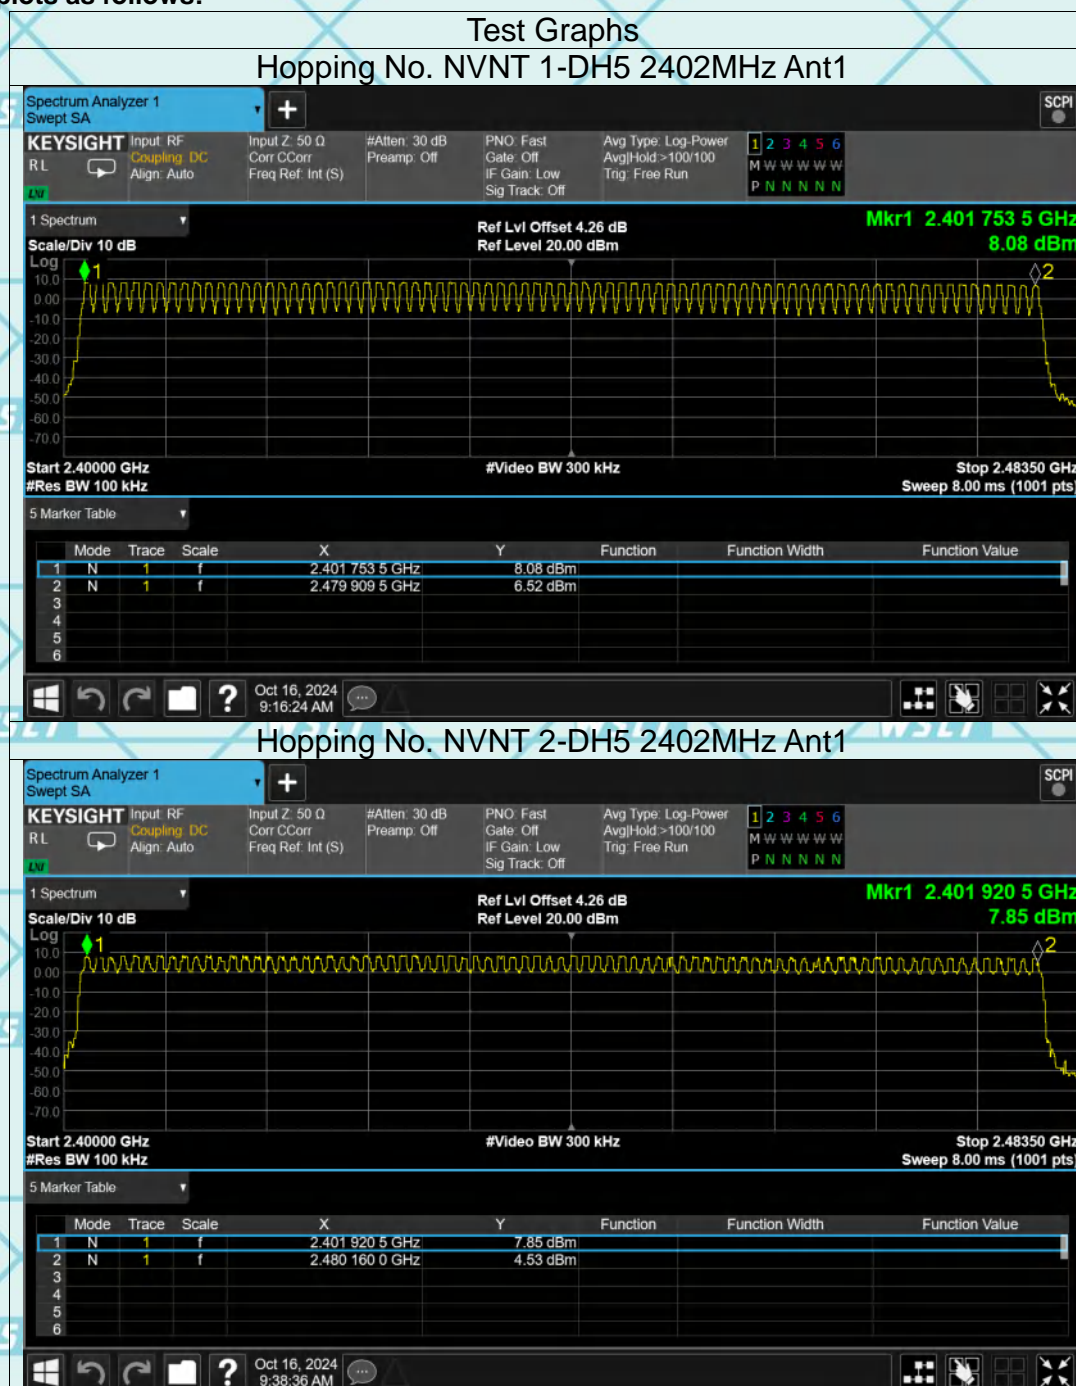 plots as follows:
Test Graphs
Hopping No. NVNT 1-DH5 2402MHz Ant1
Spectrum Analyzer 1
Swept SA
+
SCPI
KEYSIGHT
RL
LXI
Input: RF
Coupling: DC
Align: Auto
Input Z: 50 Ω
Corr CCorr
Freq Ref: Int (S)
#Atten: 30 dB
Preamp: Off
PNO: Fast
Gate: Off
IF Gain: Low
Sig Track: Off
Avg Type: Log-Power
Avg|Hold:>100/100
Trig: Free Run
1 2 3 4 5 6
M W W W W W
P N N N N N
1 Spectrum
Scale/Div 10 dB
Ref Lvl Offset 4.26 dB
Ref Level 20.00 dBm
Mkr1 2.401 753 5 GHz
8.08 dBm
Log
10.0
0.00
-10.0
-20.0
-30.0
-40.0
-50.0
-60.0
-70.0
1
2
Start 2.40000 GHz
#Res BW 100 kHz
#Video BW 300 kHz
Stop 2.48350 GHz
Sweep 8.00 ms (1001 pts)
5 Marker Table
Mode Trace Scale X Y Function Function Width Function Value
1 N 1 f 2.401 753 5 GHz 8.08 dBm
2 N 1 f 2.479 909 5 GHz 6.52 dBm
3
4
5
6
?
Oct 16, 2024
9:16:24 AM
Hopping No. NVNT 2-DH5 2402MHz Ant1
Spectrum Analyzer 1
Swept SA
+
SCPI
KEYSIGHT
RL
LXI
Input: RF
Coupling: DC
Align: Auto
Input Z: 50 Ω
Corr CCorr
Freq Ref: Int (S)
#Atten: 30 dB
Preamp: Off
PNO: Fast
Gate: Off
IF Gain: Low
Sig Track: Off
Avg Type: Log-Power
Avg|Hold:>100/100
Trig: Free Run
1 2 3 4 5 6
M W W W W W
P N N N N N
1 Spectrum
Scale/Div 10 dB
Ref Lvl Offset 4.26 dB
Ref Level 20.00 dBm
Mkr1 2.401 920 5 GHz
7.85 dBm
Log
10.0
0.00
-10.0
-20.0
-30.0
-40.0
-50.0
-60.0
-70.0
1
2
Start 2.40000 GHz
#Res BW 100 kHz
#Video BW 300 kHz
Stop 2.48350 GHz
Sweep 8.00 ms (1001 pts)
5 Marker Table
Mode Trace Scale X Y Function Function Width Function Value
1 N 1 f 2.401 920 5 GHz 7.85 dBm
2 N 1 f 2.480 160 0 GHz 4.53 dBm
3
4
5
6
?
Oct 16, 2024
9:38:36 AM